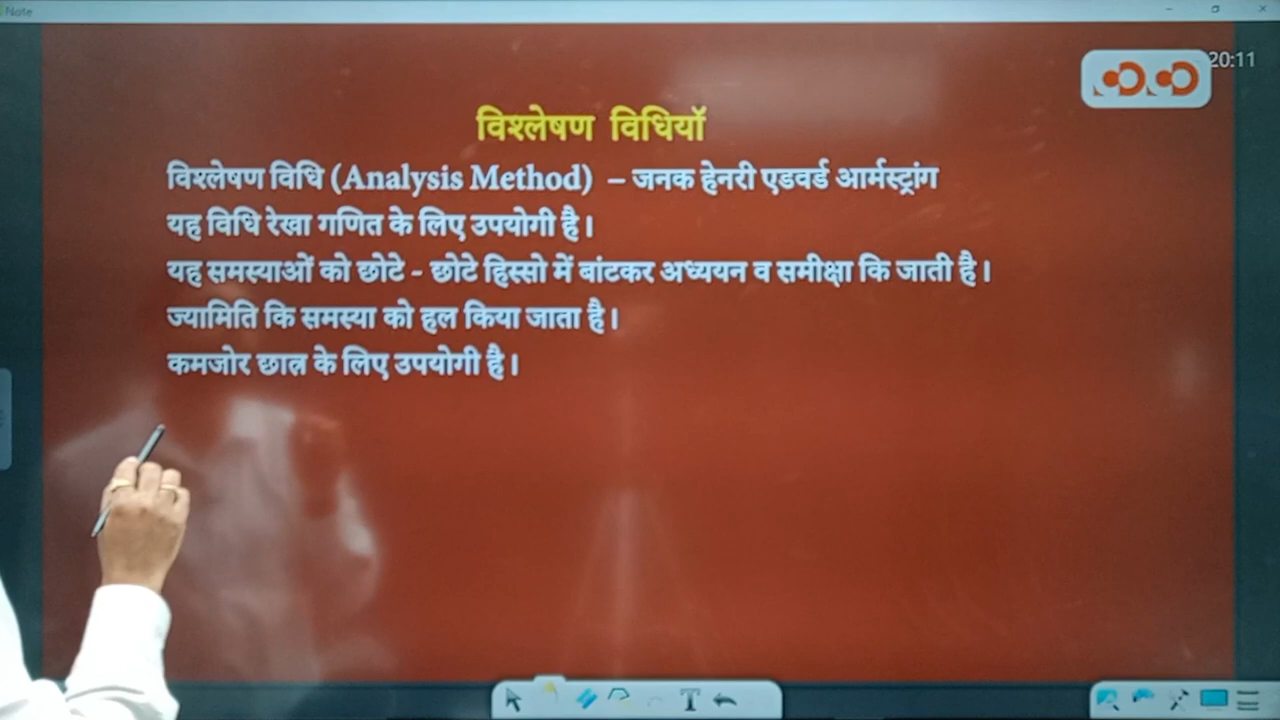 Note
20:11
विश्लेषण विधियॉ
विश्लेषण विधि (Analysis Method) – जनक हेनरी एडवर्ड आर्मस्ट्रांग
यह विधि रेखा गणित के लिए उपयोगी है।
यह समस्याओं को छोटे - छोटे हिस्सो में बांटकर अध्ययन व समीक्षा कि जाती है।
ज्यामिति कि समस्या को हल किया जाता है।
कमजोर छात्र के लिए उपयोगी है।